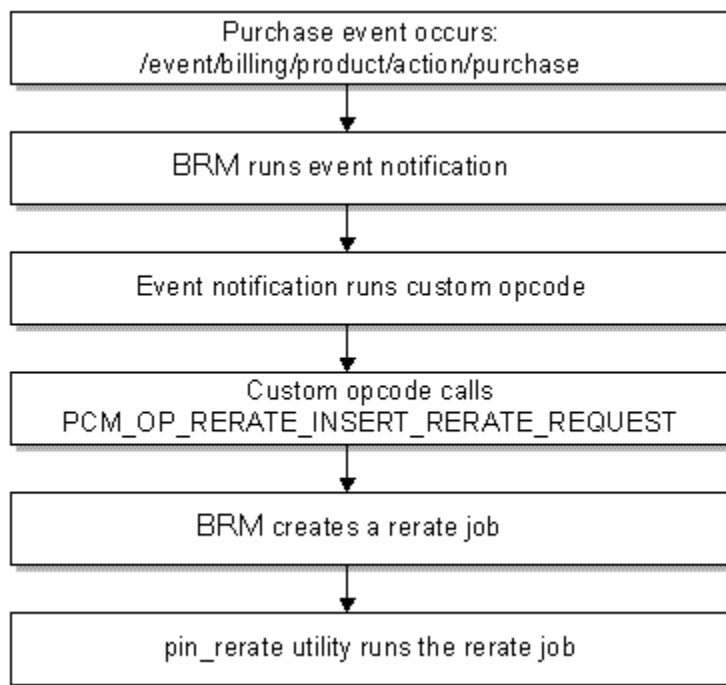 Purchase event occurs:
/event/billing/product/action/purchase
BRM runs event notification
Event notification runs custom opcode
Custom opcode calls
PCM_OP_RERATE_INSERT_RERATE_REQUEST
BRM creates a rerate job
pin_rerate utility runs the rerate job